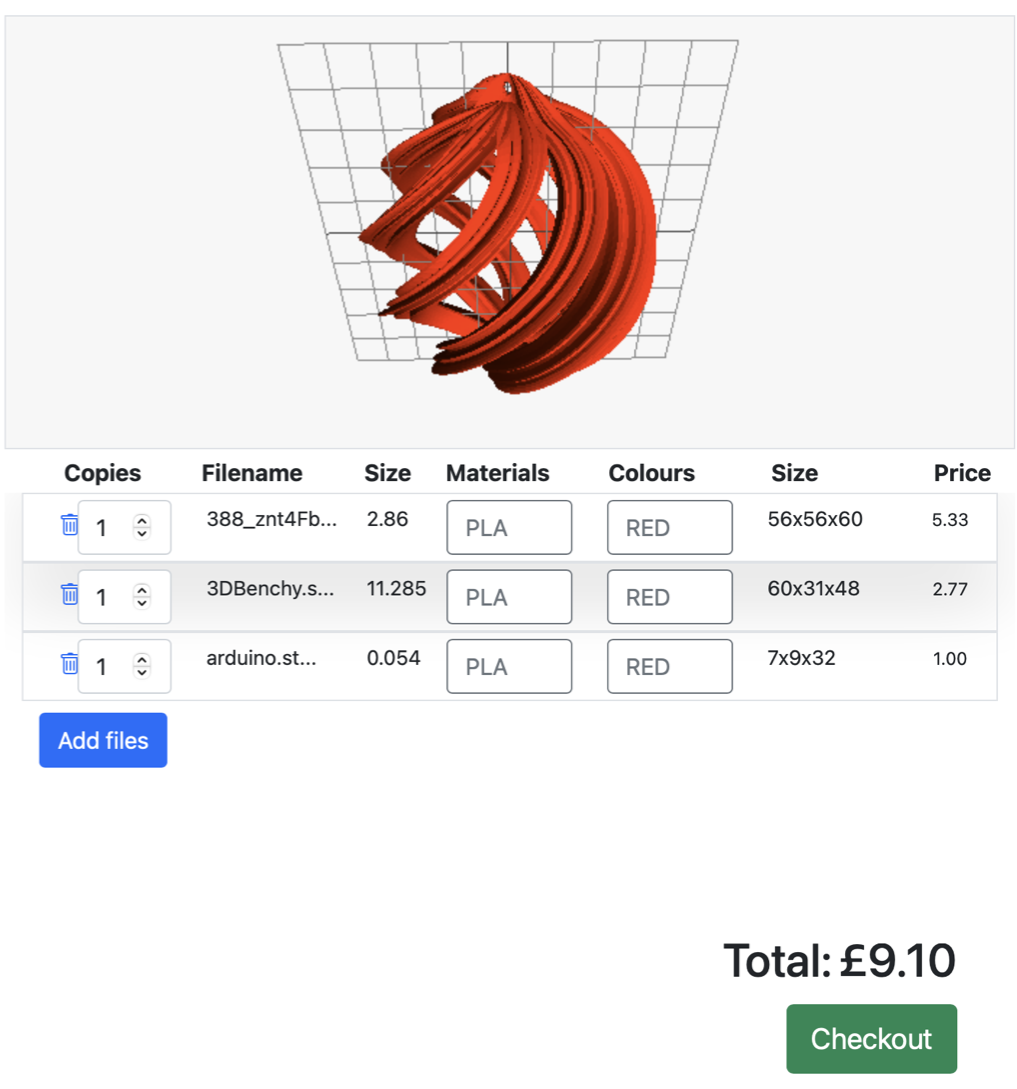 Copies Filename Size Materials Colours Size Price
1 388_znt4Fb... 2.86 PLA RED 56x56x60 5.33
1 3DBenchy.s... 11.285 PLA RED 60x31x48 2.77
1 arduino.st... 0.054 PLA RED 7x9x32 1.00
Add files
Total: £9.10
Checkout